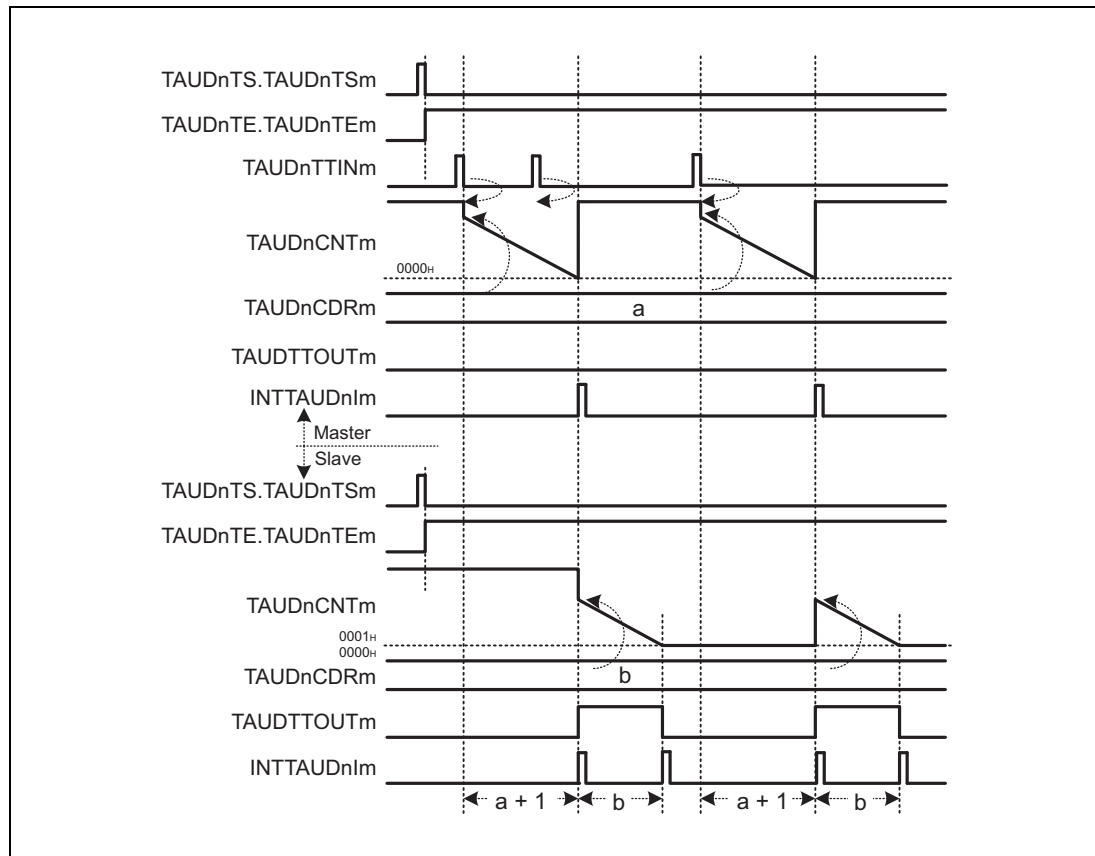 TAUDnTS.TAUDnTSm
TAUDnTE.TAUDnTEm
TAUDnTTINm
TAUDnCNTm
0000H
TAUDnCDRm
a
TAUDTTOUTm
INTTAUDnIm
Master
Slave
TAUDnTS.TAUDnTSm
TAUDnTE.TAUDnTEm
TAUDnCNTm
0001H
0000H
TAUDnCDRm
b
TAUDTTOUTm
INTTAUDnIm
a + 1 b a + 1 b